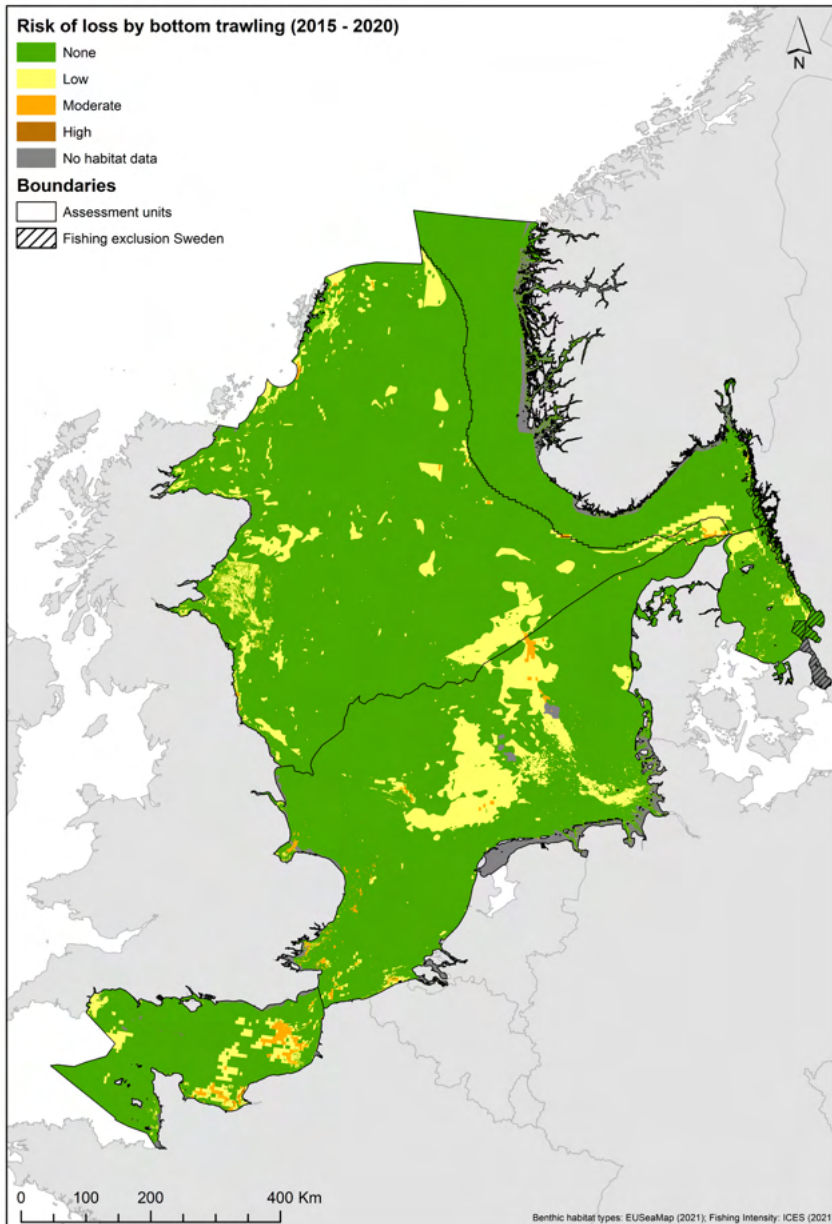 Risk of loss by bottom trawling (2015 - 2020)
None
Low
Moderate
High
No habitat data
Boundaries
Assessment units
Fishing exclusion Sweden
N
0 100 200 400 Km
Benthic habitat types: EUSeaMap (2021); Fishing Intensity: ICES (2021